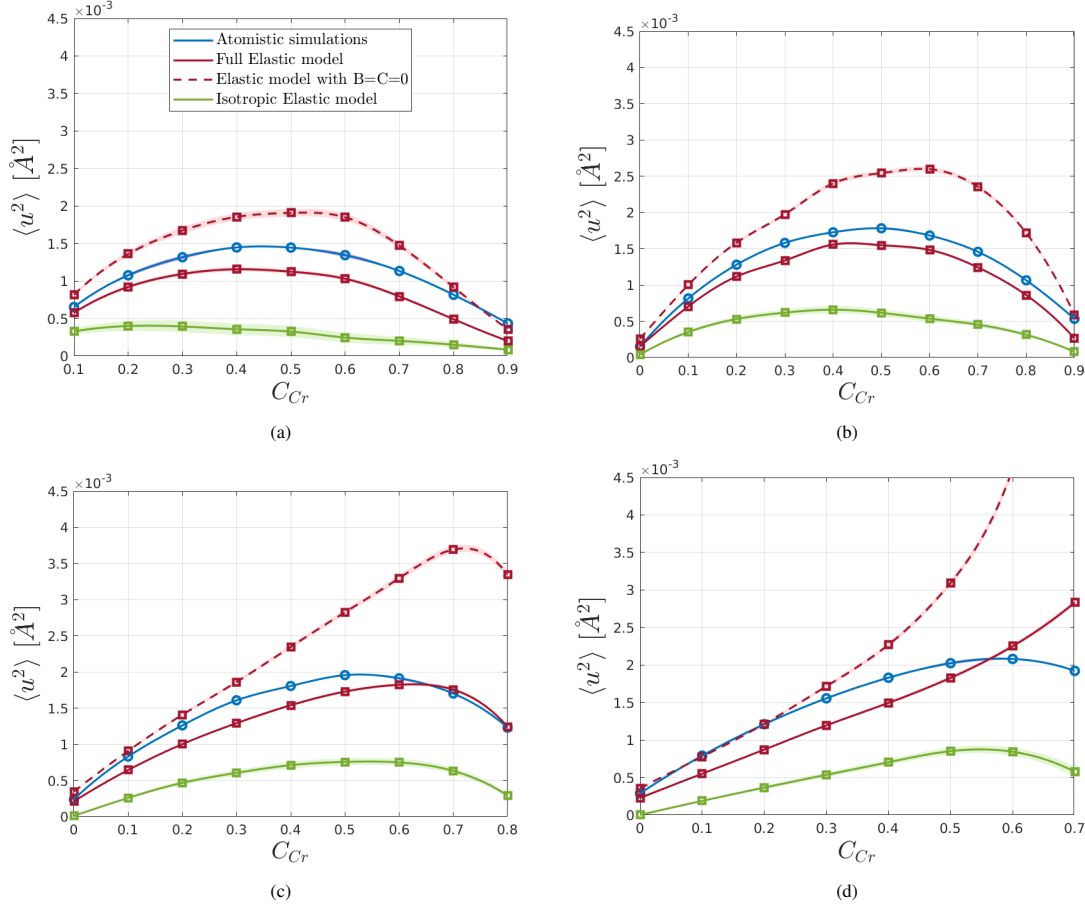 ×10⁻³
4.5
4
3.5
3
2.5
2
1.5
1
0.5
0
⟨u²⟩ [Å²]
Atomistic simulations
Full Elastic model
Elastic model with B=C=0
Isotropic Elastic model
0.1 0.2 0.3 0.4 0.5 0.6 0.7 0.8 0.9
C_Cr
(a)
×10⁻³
4.5
4
3.5
3
2.5
2
1.5
1
0.5
0
⟨u²⟩ [Å²]
0 0.1 0.2 0.3 0.4 0.5 0.6 0.7 0.8 0.9
C_Cr
(b)
×10⁻³
4.5
4
3.5
3
2.5
2
1.5
1
0.5
0
⟨u²⟩ [Å²]
0 0.1 0.2 0.3 0.4 0.5 0.6 0.7 0.8
C_Cr
(c)
×10⁻³
4.5
4
3.5
3
2.5
2
1.5
1
0.5
0
⟨u²⟩ [Å²]
0 0.1 0.2 0.3 0.4 0.5 0.6 0.7
C_Cr
(d)